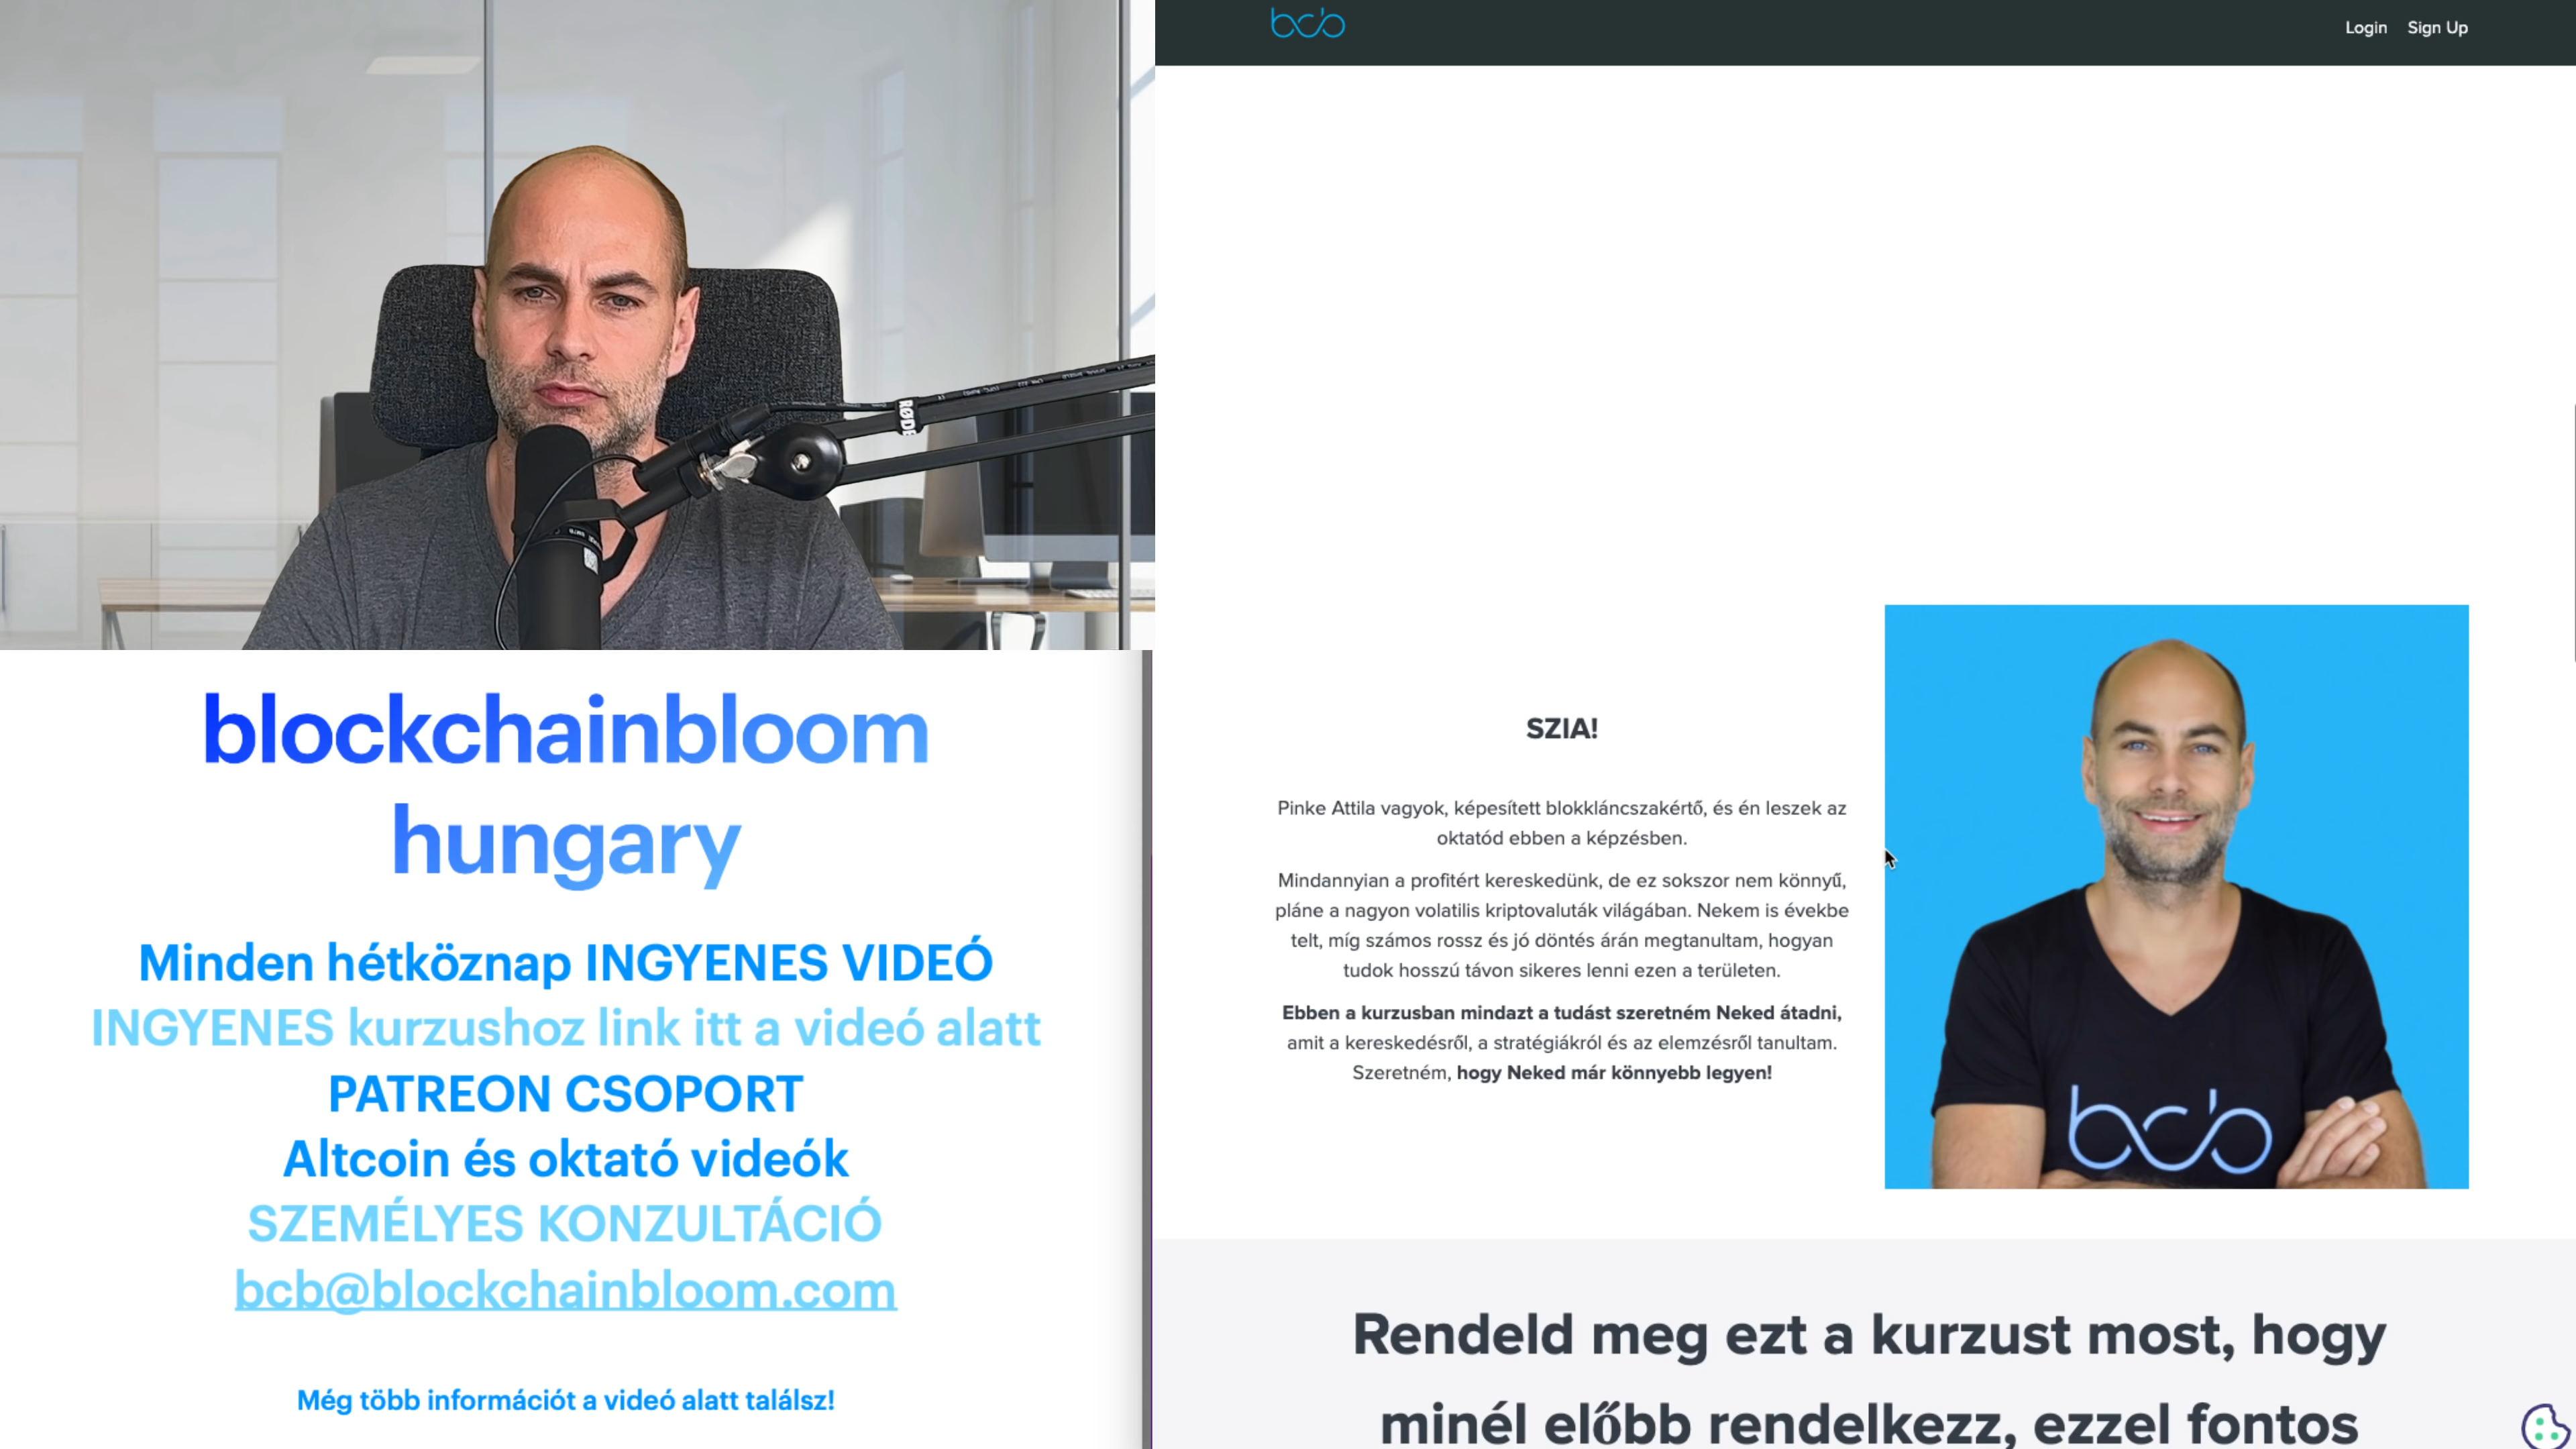 RØDE
blockchainbloom
hungary
Minden hétköznap INGYENES VIDEÓ
INGYENES kurzushoz link itt a videó alatt
PATREON CSOPORT
Altcoin és oktató videók
SZEMÉLYES KONZULTÁCIÓ
bcb@blockchainbloom.com
Még több információt a videó alatt találsz!
bcb
Login Sign Up
SZIA!
Pinke Attila vagyok, képesített blokkláncszakértő, és én leszek az
oktatód ebben a képzésben.
Mindannyian a profitért kereskedünk, de ez sokszor nem könnyű,
pláne a nagyon volatilis kriptovaluták világában. Nekem is évekbe
telt, míg számos rossz és jó döntés árán megtanultam, hogyan
tudok hosszú távon sikeres lenni ezen a területen.
Ebben a kurzusban mindazt a tudást szeretném Neked átadni,
amit a kereskedésről, a stratégiákról és az elemzésről tanultam.
Szeretném, hogy Neked már könnyebb legyen!
bcb
Rendeld meg ezt a kurzust most, hogy
minél előbb rendelkezz, ezzel fontos